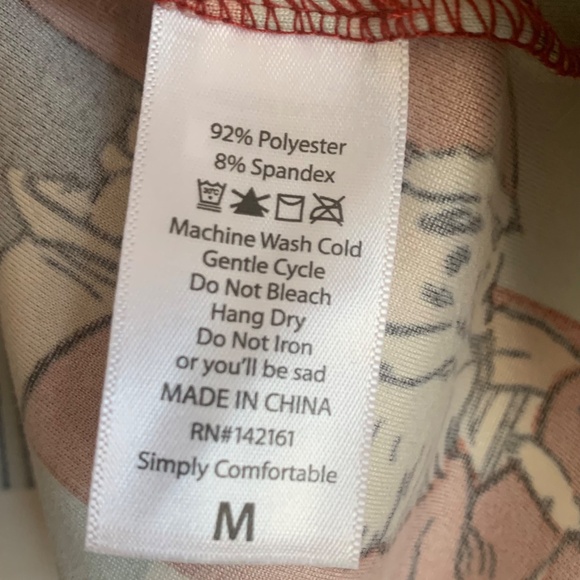 92% Polyester
8% Spandex
30°C
Machine Wash Cold
Gentle Cycle
Do Not Bleach
Hang Dry
Do Not Iron
or you'll be sad
MADE IN CHINA
RN#142161
Simply Comfortable
M